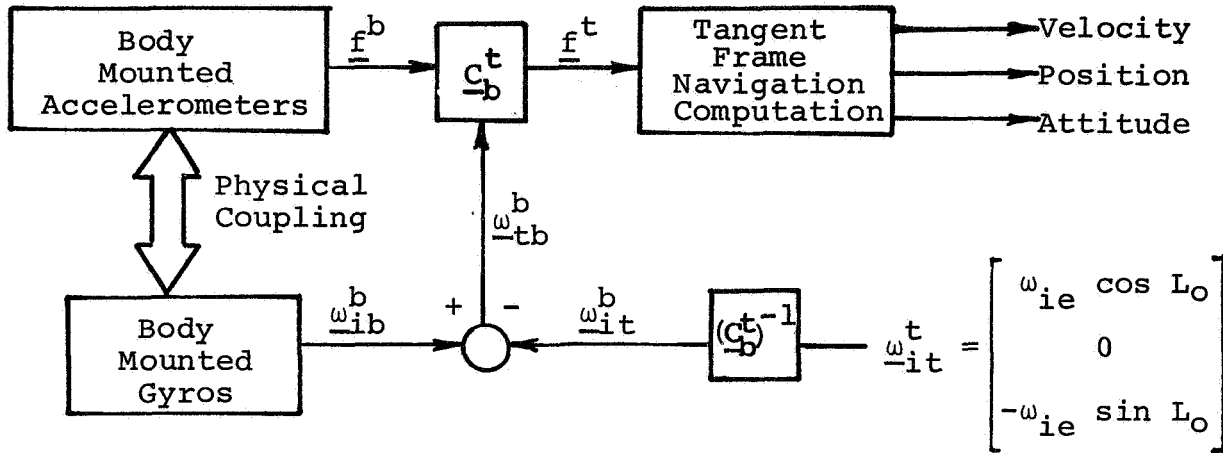 Body
Mounted
Accelerometers
f^b
C_b^t
f^t
Tangent
Frame
Navigation
Computation
Velocity
Position
Attitude
Physical
Coupling
ω_tb^b
Body
Mounted
Gyros
ω_ib^b
+
-
ω_it^b
(C_b^t)^-1
ω_it^t = [ω_ie cos L_o
0
-ω_ie sin L_o]